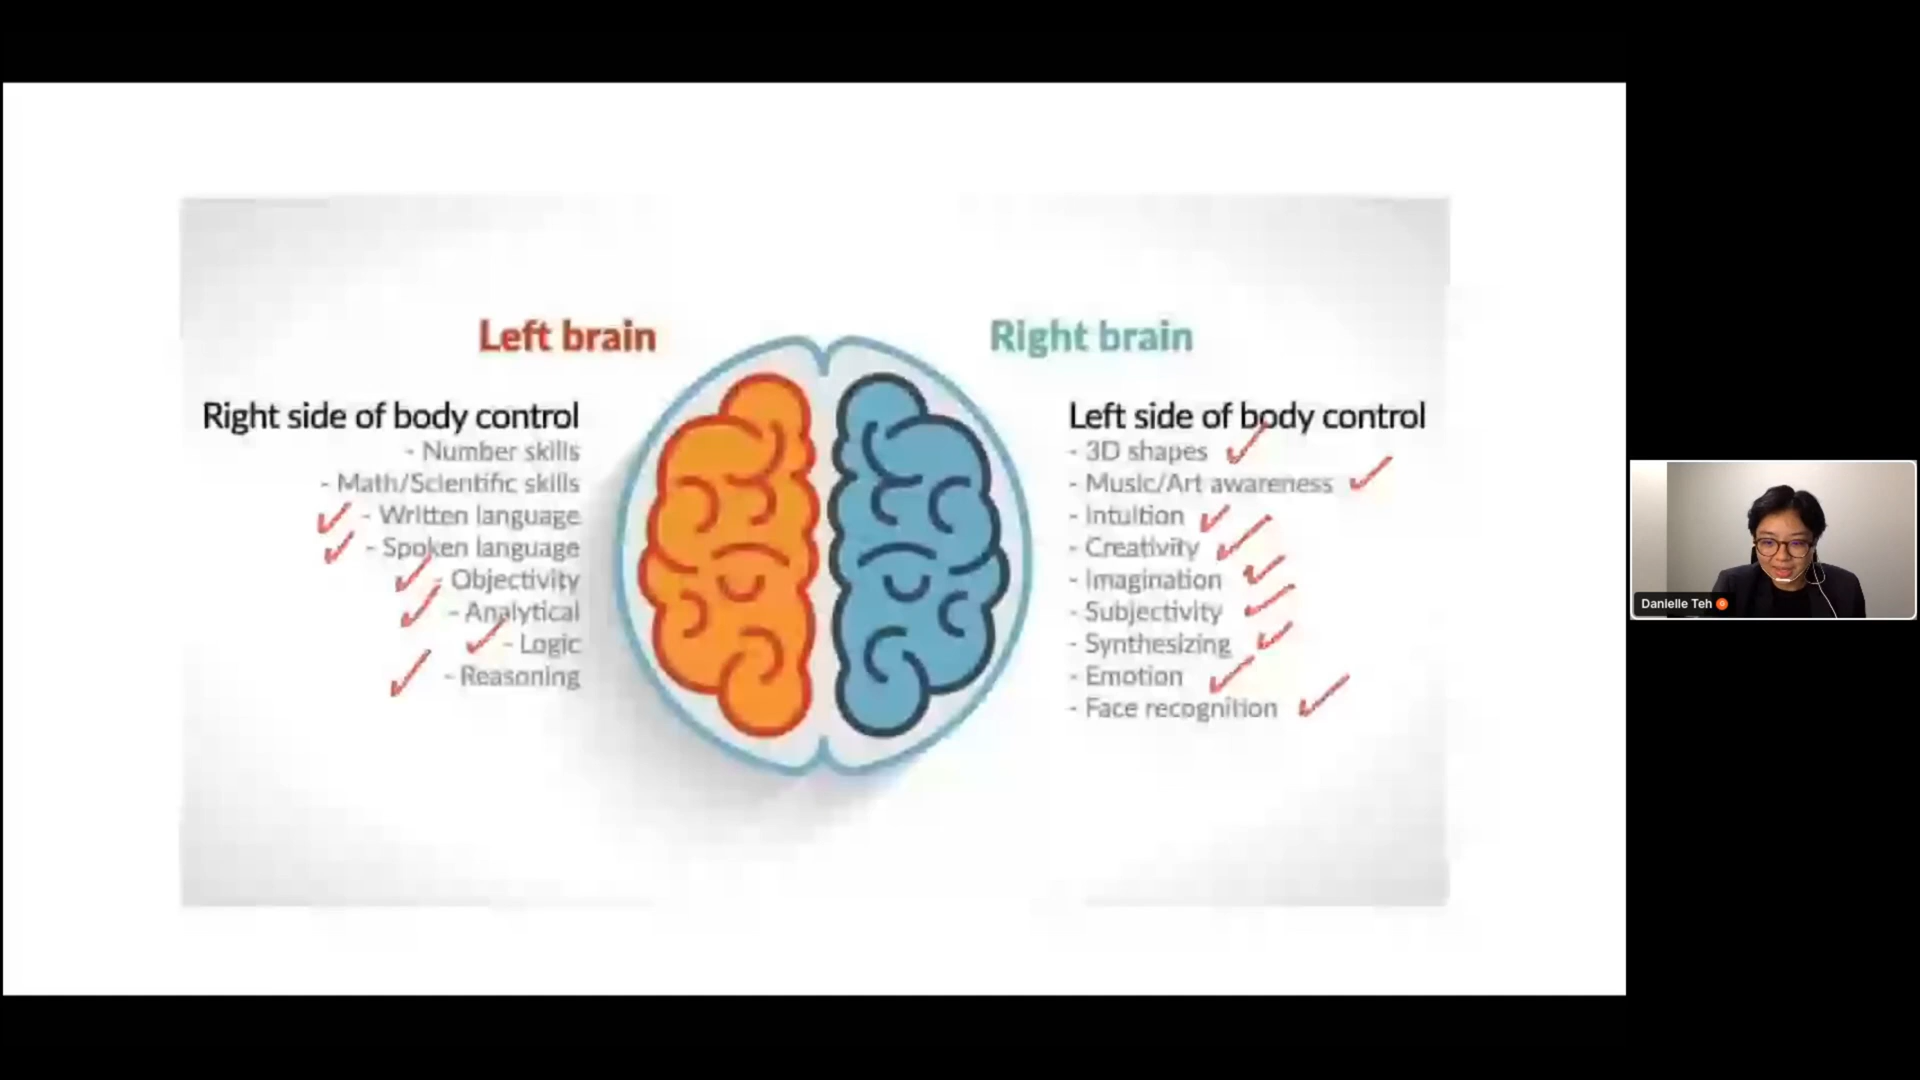 Left brain
Right side of body control
- Number skills
- Math/Scientific skills
- Written language
- Spoken language
- Objectivity
- Analytical
- Logic
- Reasoning
Right brain
Left side of body control
- 3D shapes
- Music/Art awareness
- Intuition
- Creativity
- Imagination
- Subjectivity
- Synthesizing
- Emotion
- Face recognition
Danielle Teh